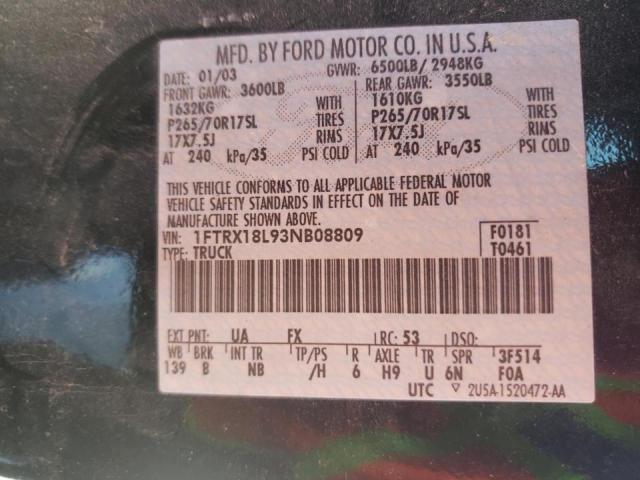 MFD. BY FORD MOTOR CO. IN U.S.A.
DATE: 01/03 GVWR: 6500LB/ 2948KG
FRONT GAWR: 3600LB REAR GAWR: 3550LB
1632KG WITH 1610KG WITH
P265/70R17SL TIRES P265/70R17SL TIRES
17X7.5J RIMS 17X7.5J RIMS
AT 240 kPa/35 PSI COLD AT 240 kPa/35 PSI COLD
THIS VEHICLE CONFORMS TO ALL APPLICABLE FEDERAL MOTOR
VEHICLE SAFETY STANDARDS IN EFFECT ON THE DATE OF
MANUFACTURE SHOWN ABOVE.
VIN: 1FTRX18L93NB08809 F0181
TYPE: TRUCK T0461
EXT PNT: UA FX RC: 53 DSO:
WB BRK INT TR TP/PS R AXLE TR SPR 3F514
139 B NB /H 6 H9 U 6N FOA
UTC ▽ 2U5A-1520472-AA